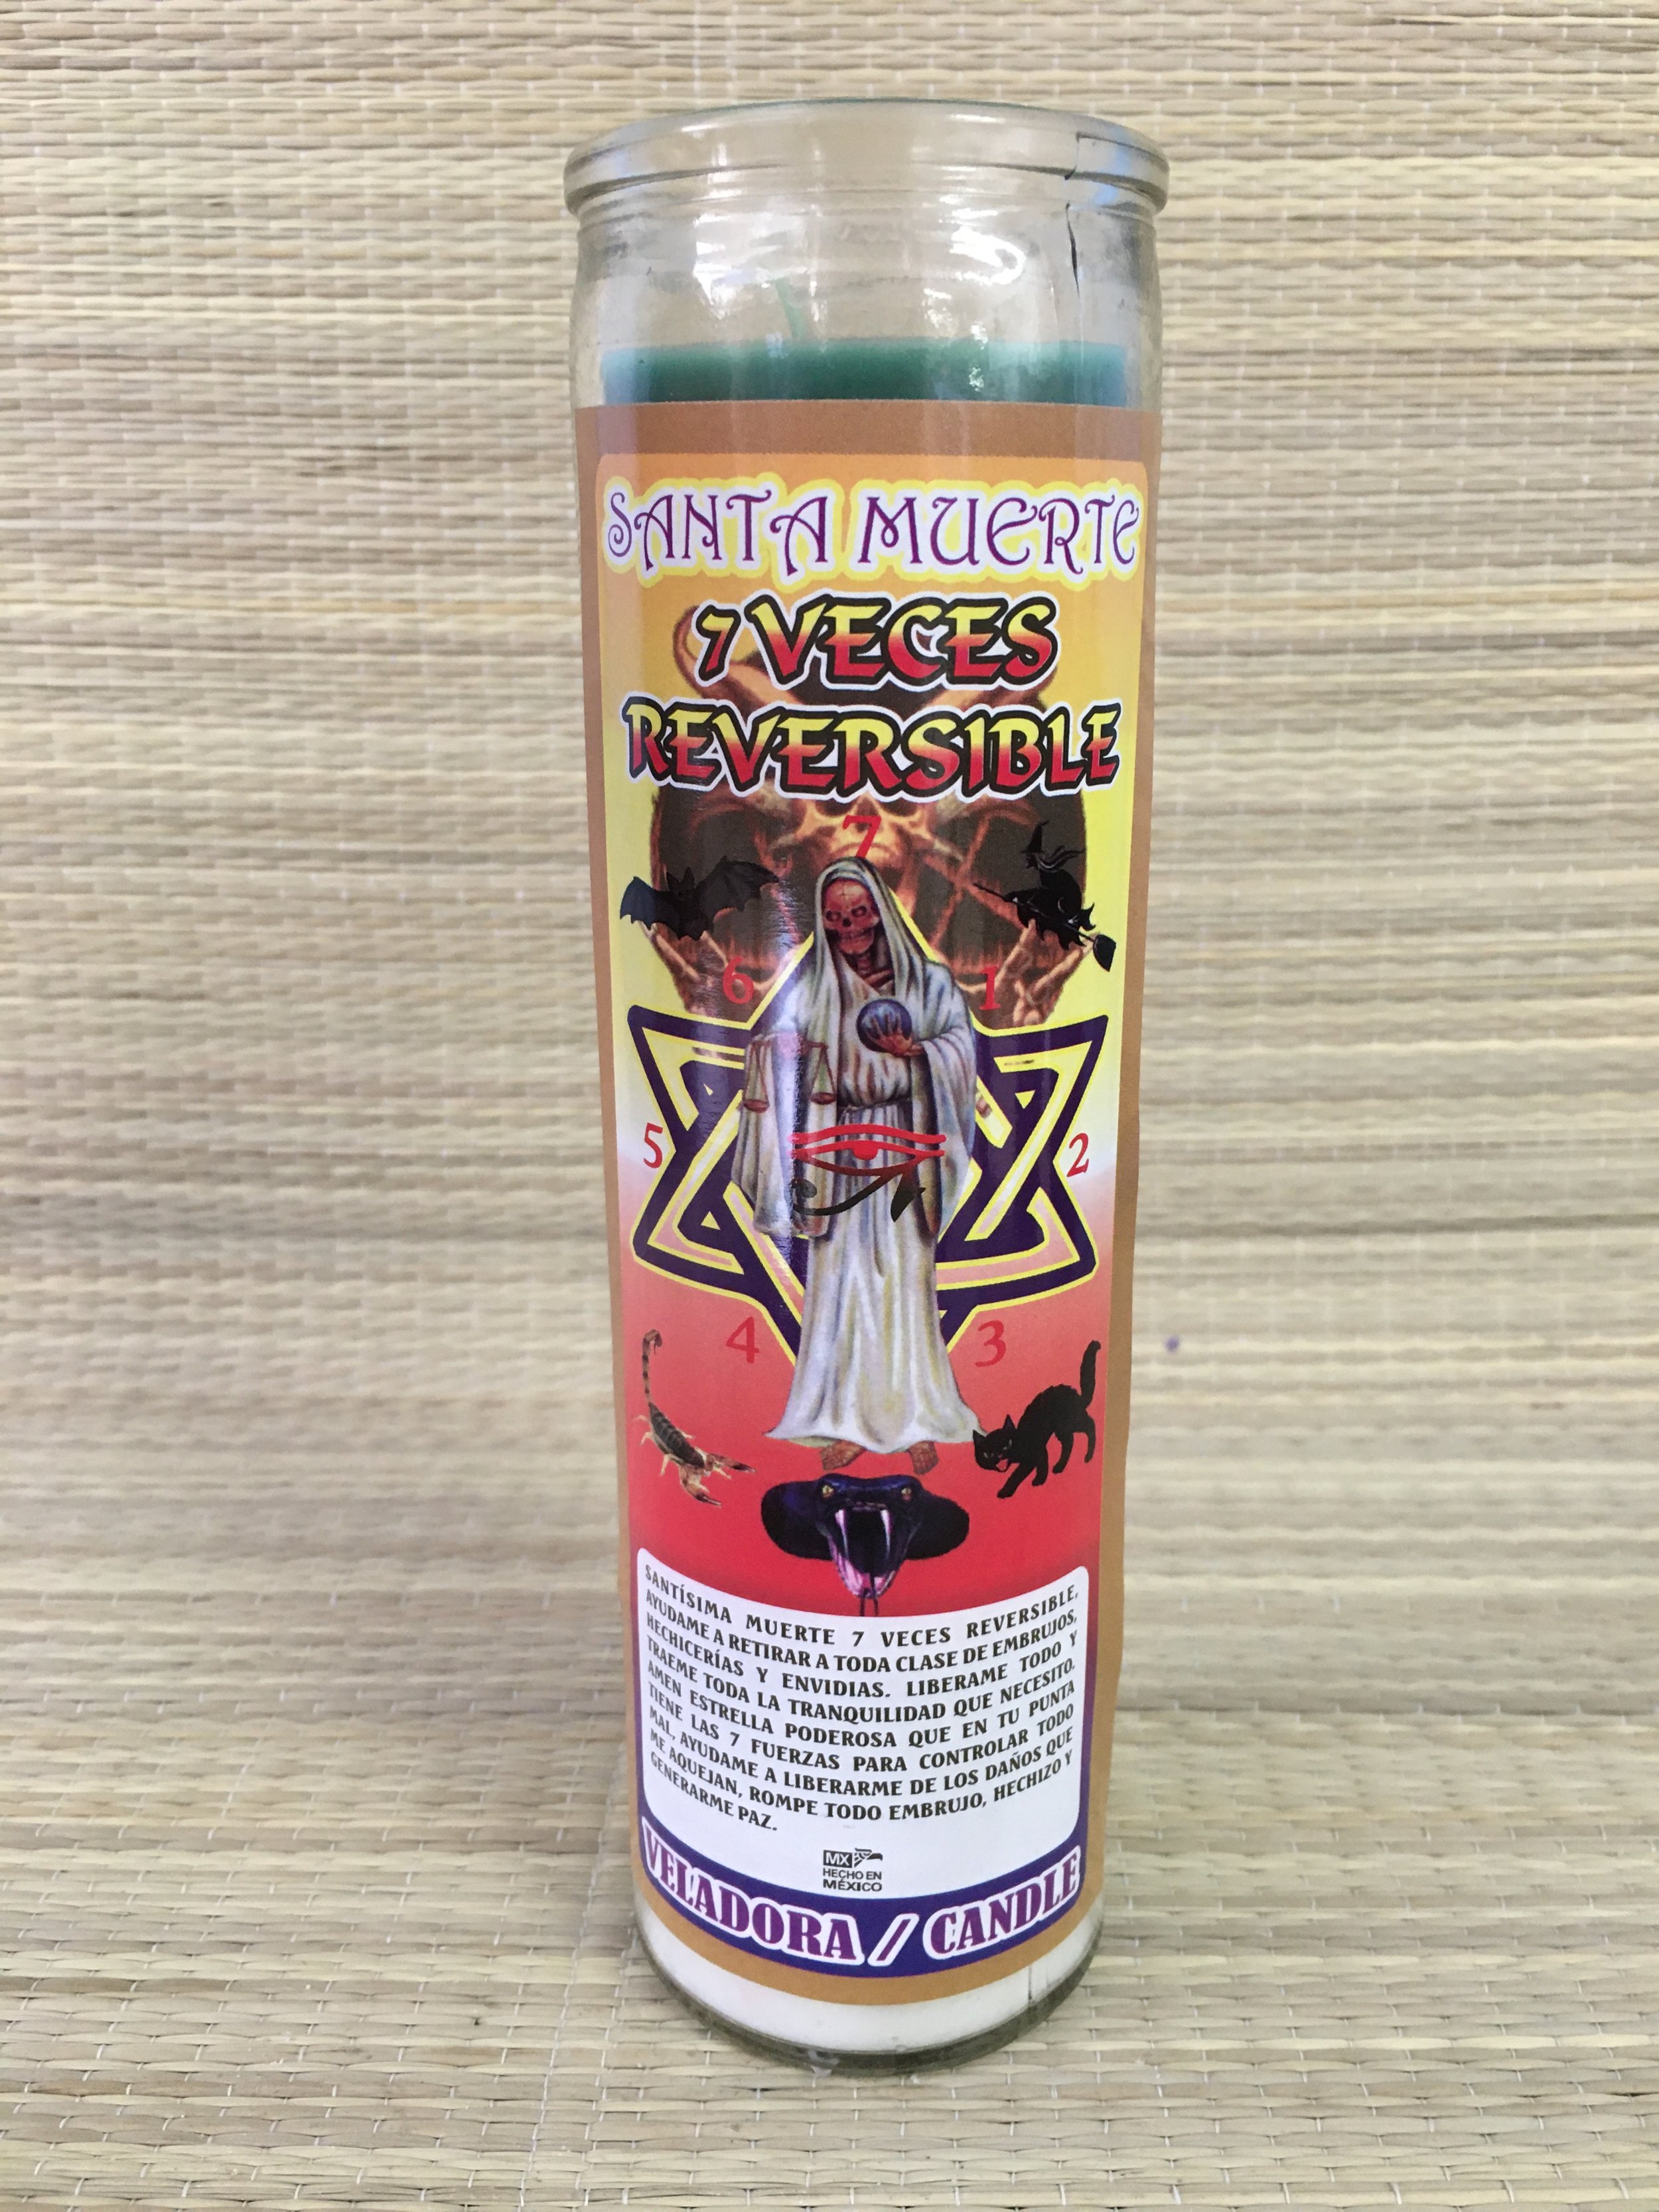 SANTA MUERTE
7 VECES
REVERSIBLE
7
6
1
5
2
4
3
SANTÍSIMA MUERTE 7 VECES REVERSIBLE,
AYUDAME A RETIRAR A TODA CLASE DE EMBRUJOS,
HECHICERÍAS Y ENVIDIAS. LIBERAME TODO Y
TRAEME TODA LA TRANQUILIDAD QUE NECESITO.
AMEN ESTRELLA PODEROSA QUE EN TU PUNTA
TIENE LAS 7 FUERZAS PARA CONTROLAR TODO
MAL, AYUDAME A LIBERARME DE LOS DAÑOS QUE
ME AQUEJAN, ROMPE TODO EMBRUJO, HECHIZO Y
GENERARME PAZ.
MX
HECHO EN
MÉXICO
VELADORA / CANDLE